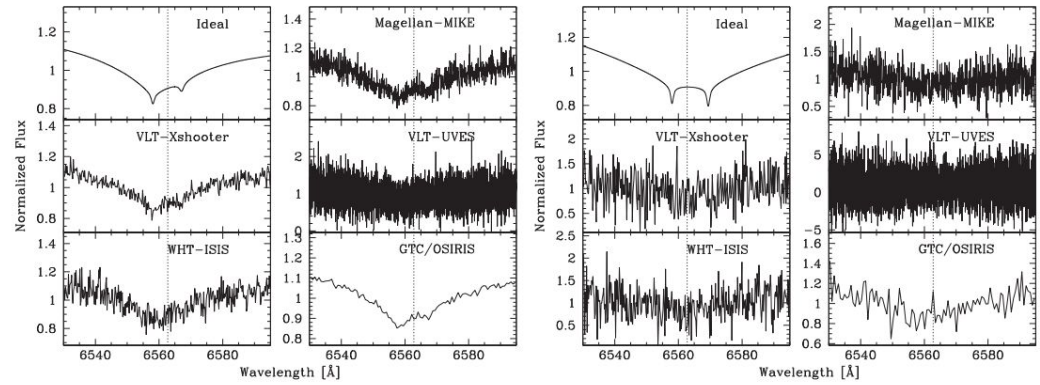 Normalized Flux
1.2
1
0.8
Ideal
1.4
1.2
1
0.8
Magellan-MIKE
1.4
1.2
1
0.8
VLT-Xshooter
2
1
0
VLT-UVES
1.4
1.2
1
0.8
WHT-ISIS
1.3
1.2
1.1
1
0.9
0.8
GTC/OSIRIS
6540 6560 6580
6540 6560 6580
Wavelength [Å]
Normalized Flux
1.2
1
0.8
Ideal
2
1.5
1
0.5
Magellan-MIKE
2
1.5
1
0.5
VLT-Xshooter
5
0
-5
VLT-UVES
2.5
2
1.5
1
0.5
WHT-ISIS
1.6
1.4
1.2
1
0.8
0.6
GTC/OSIRIS
6540 6560 6580
6540 6560 6580
Wavelength [Å]